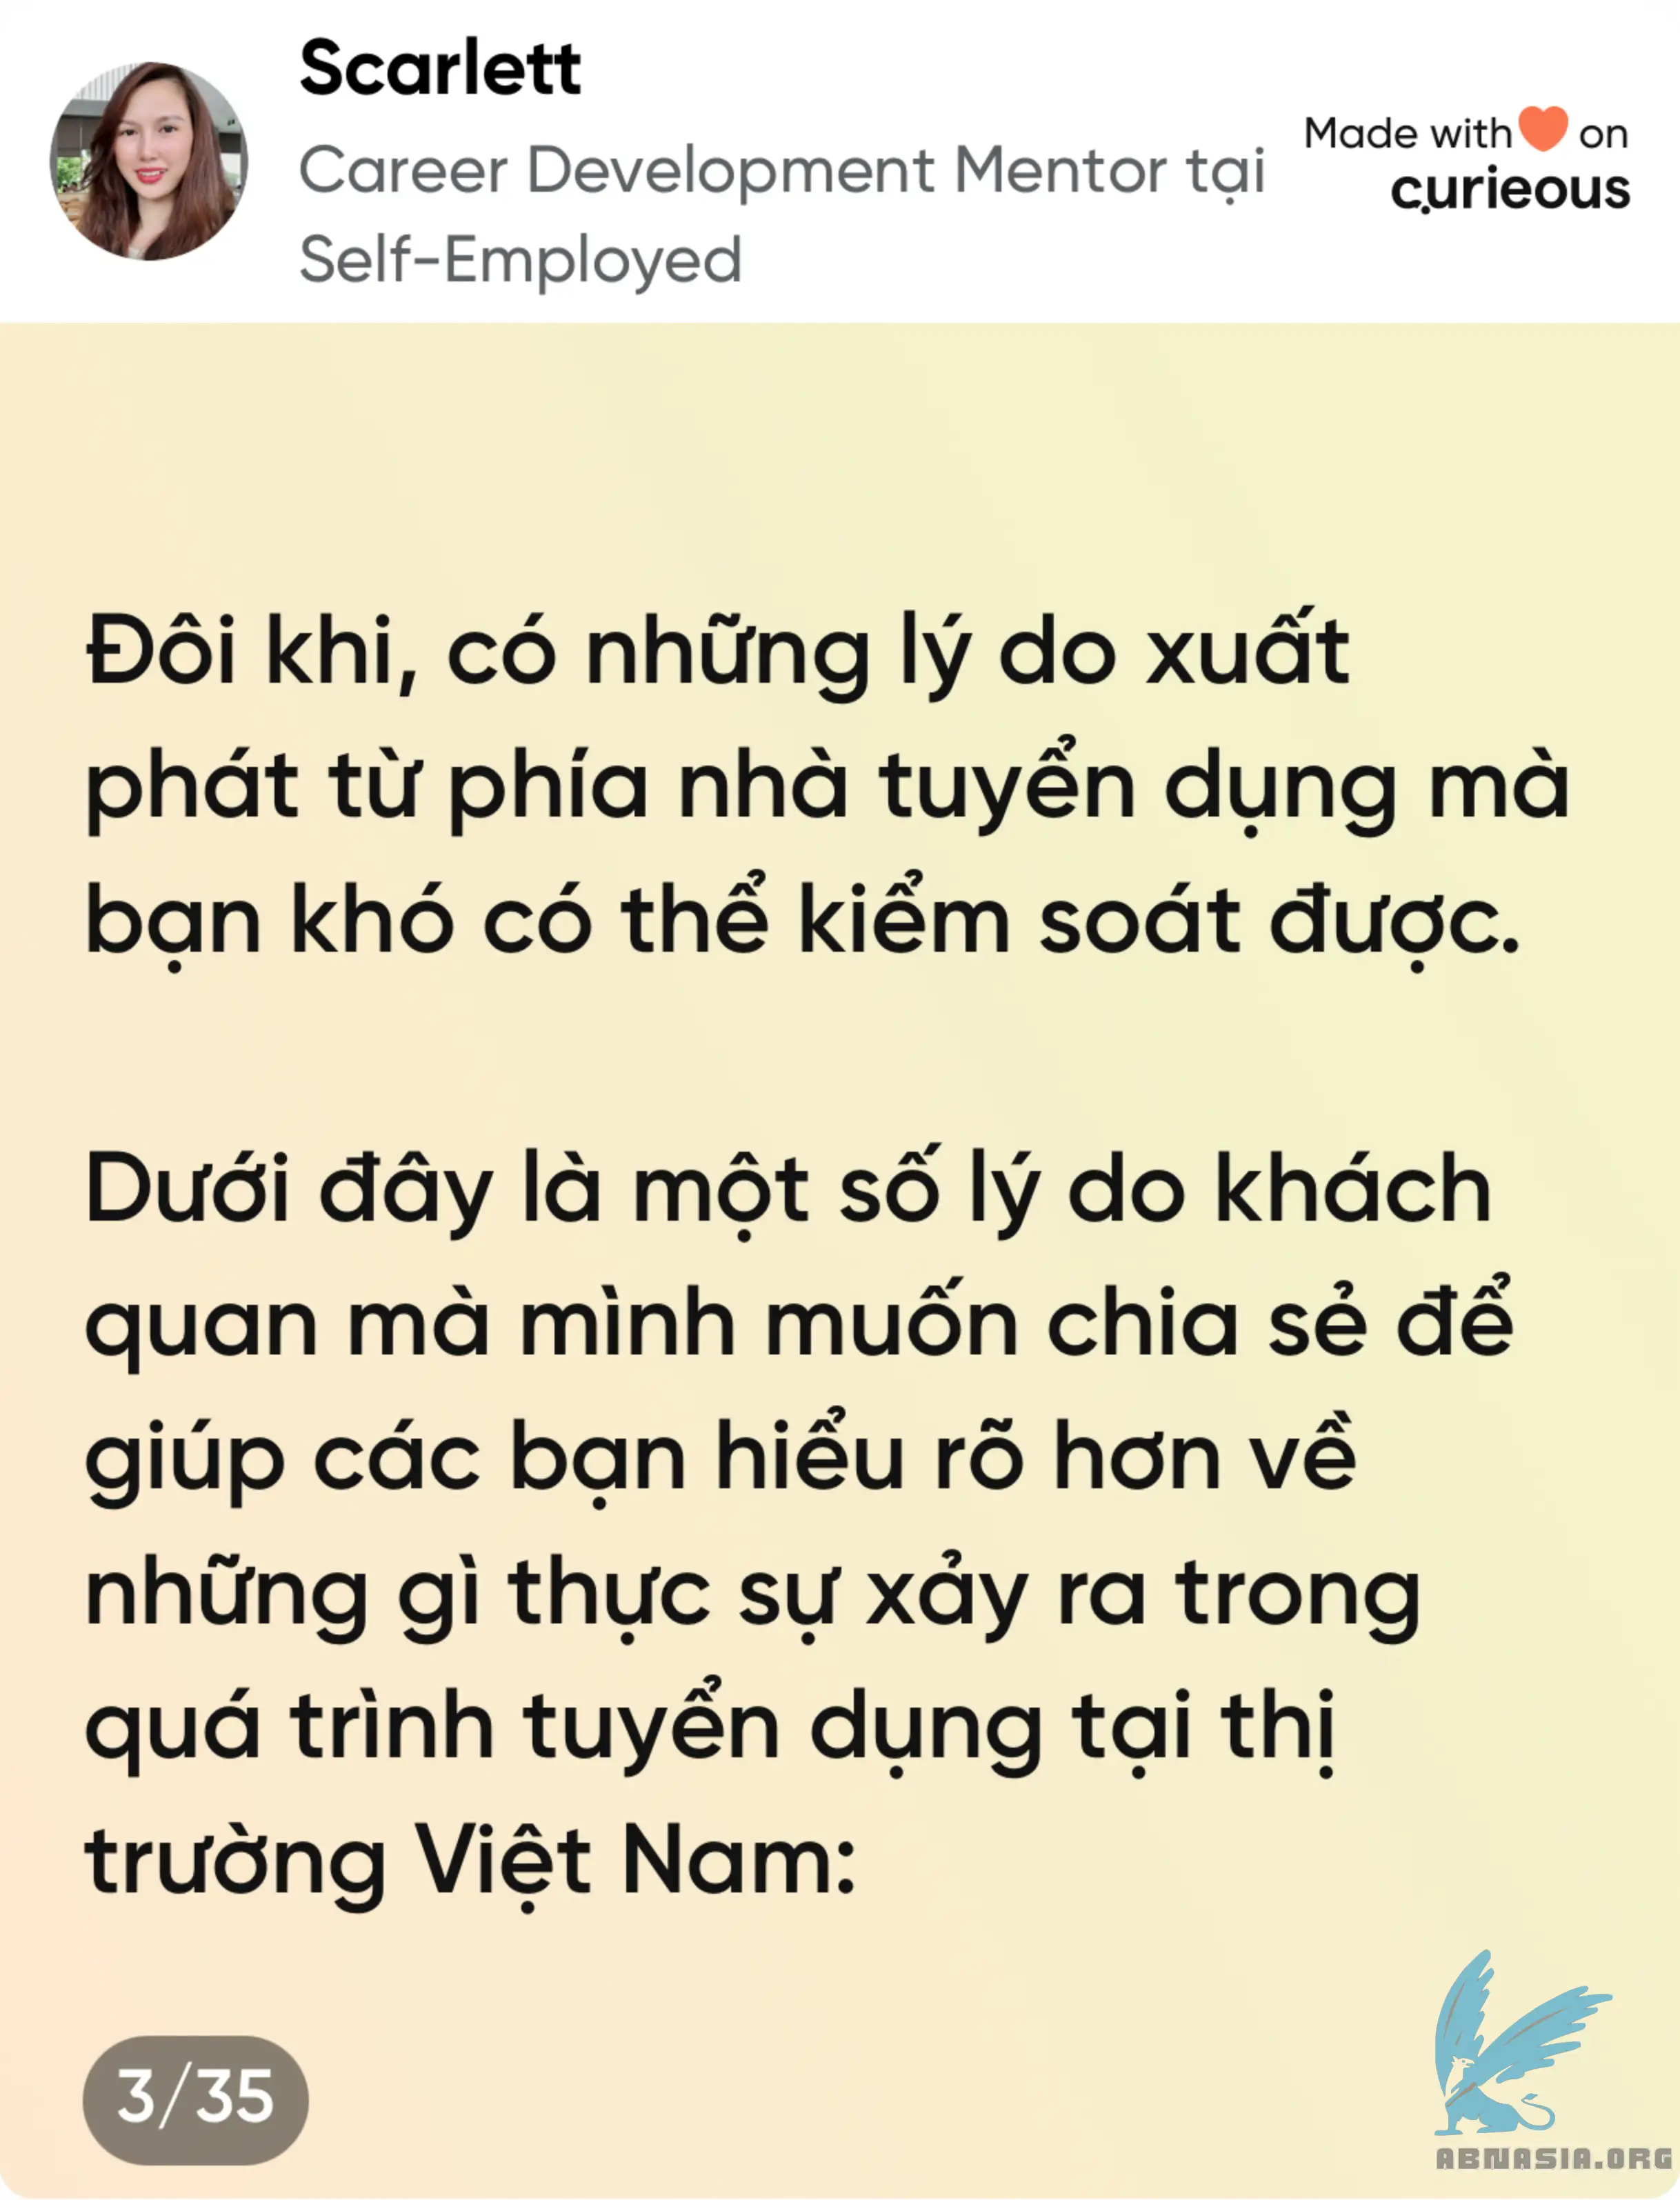 Scarlett
Career Development Mentor tại
Self-Employed
Made with on
curieous
Đôi khi, có những lý do xuất
phát từ phía nhà tuyển dụng mà
bạn khó có thể kiểm soát được.
Dưới đây là một số lý do khách
quan mà mình muốn chia sẻ để
giúp các bạn hiểu rõ hơn về
những gì thực sự xảy ra trong
quá trình tuyển dụng tại thị
trường Việt Nam:
3/35
ABNASIA.ORG